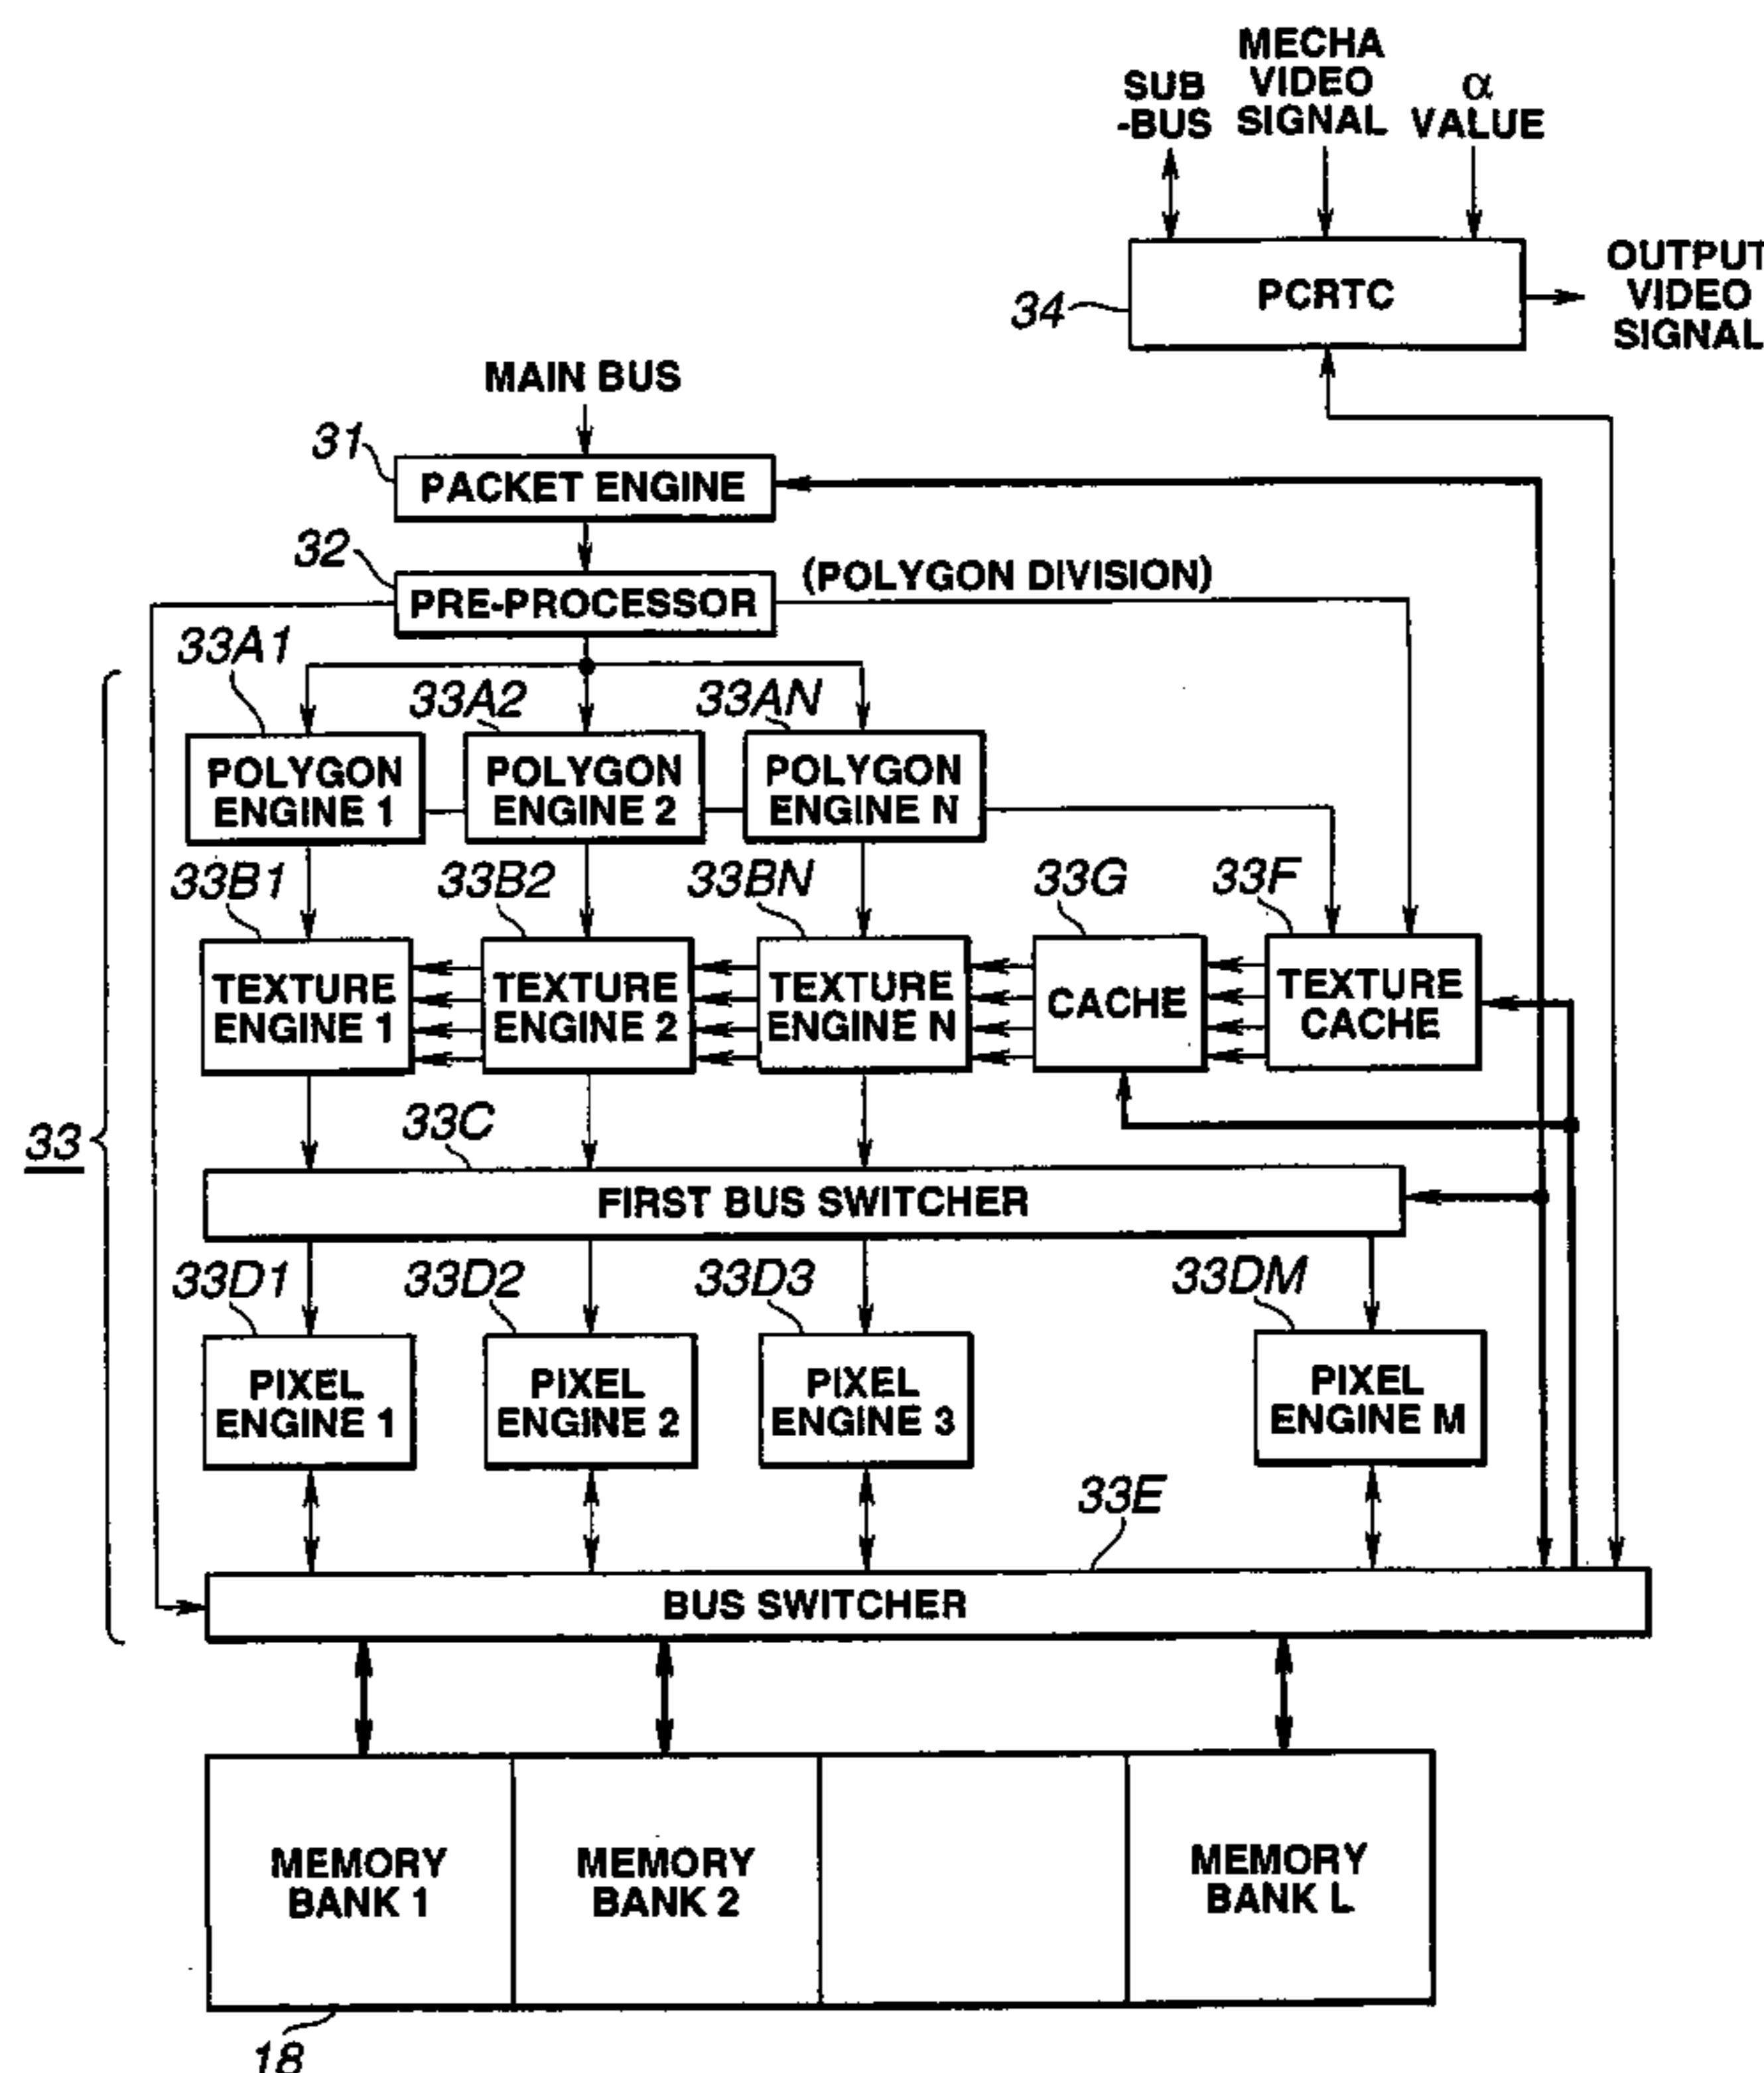 SUB
-BUS
MECHA
VIDEO
SIGNAL
α
VALUE
34
PCRTC
OUTPUT
VIDEO
SIGNAL
MAIN BUS
31
PACKET ENGINE
32
PRE-PROCESSOR
(POLYGON DIVISION)
33A1
33A2
33AN
POLYGON
ENGINE 1
POLYGON
ENGINE 2
POLYGON
ENGINE N
33B1
33B2
33BN
33G
33F
TEXTURE
ENGINE 1
TEXTURE
ENGINE 2
TEXTURE
ENGINE N
CACHE
TEXTURE
CACHE
33
33C
FIRST BUS SWITCHER
33D1
33D2
33D3
33DM
PIXEL
ENGINE 1
PIXEL
ENGINE 2
PIXEL
ENGINE 3
PIXEL
ENGINE M
33E
BUS SWITCHER
MEMORY
BANK 1
MEMORY
BANK 2
MEMORY
BANK L
18